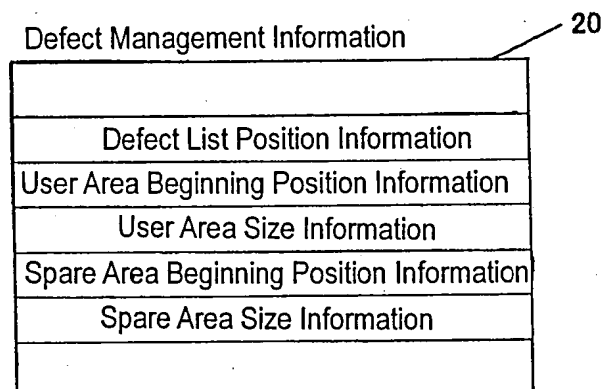 20
Defect Management Information
Defect List Position Information
User Area Beginning Position Information
User Area Size Information
Spare Area Beginning Position Information
Spare Area Size Information